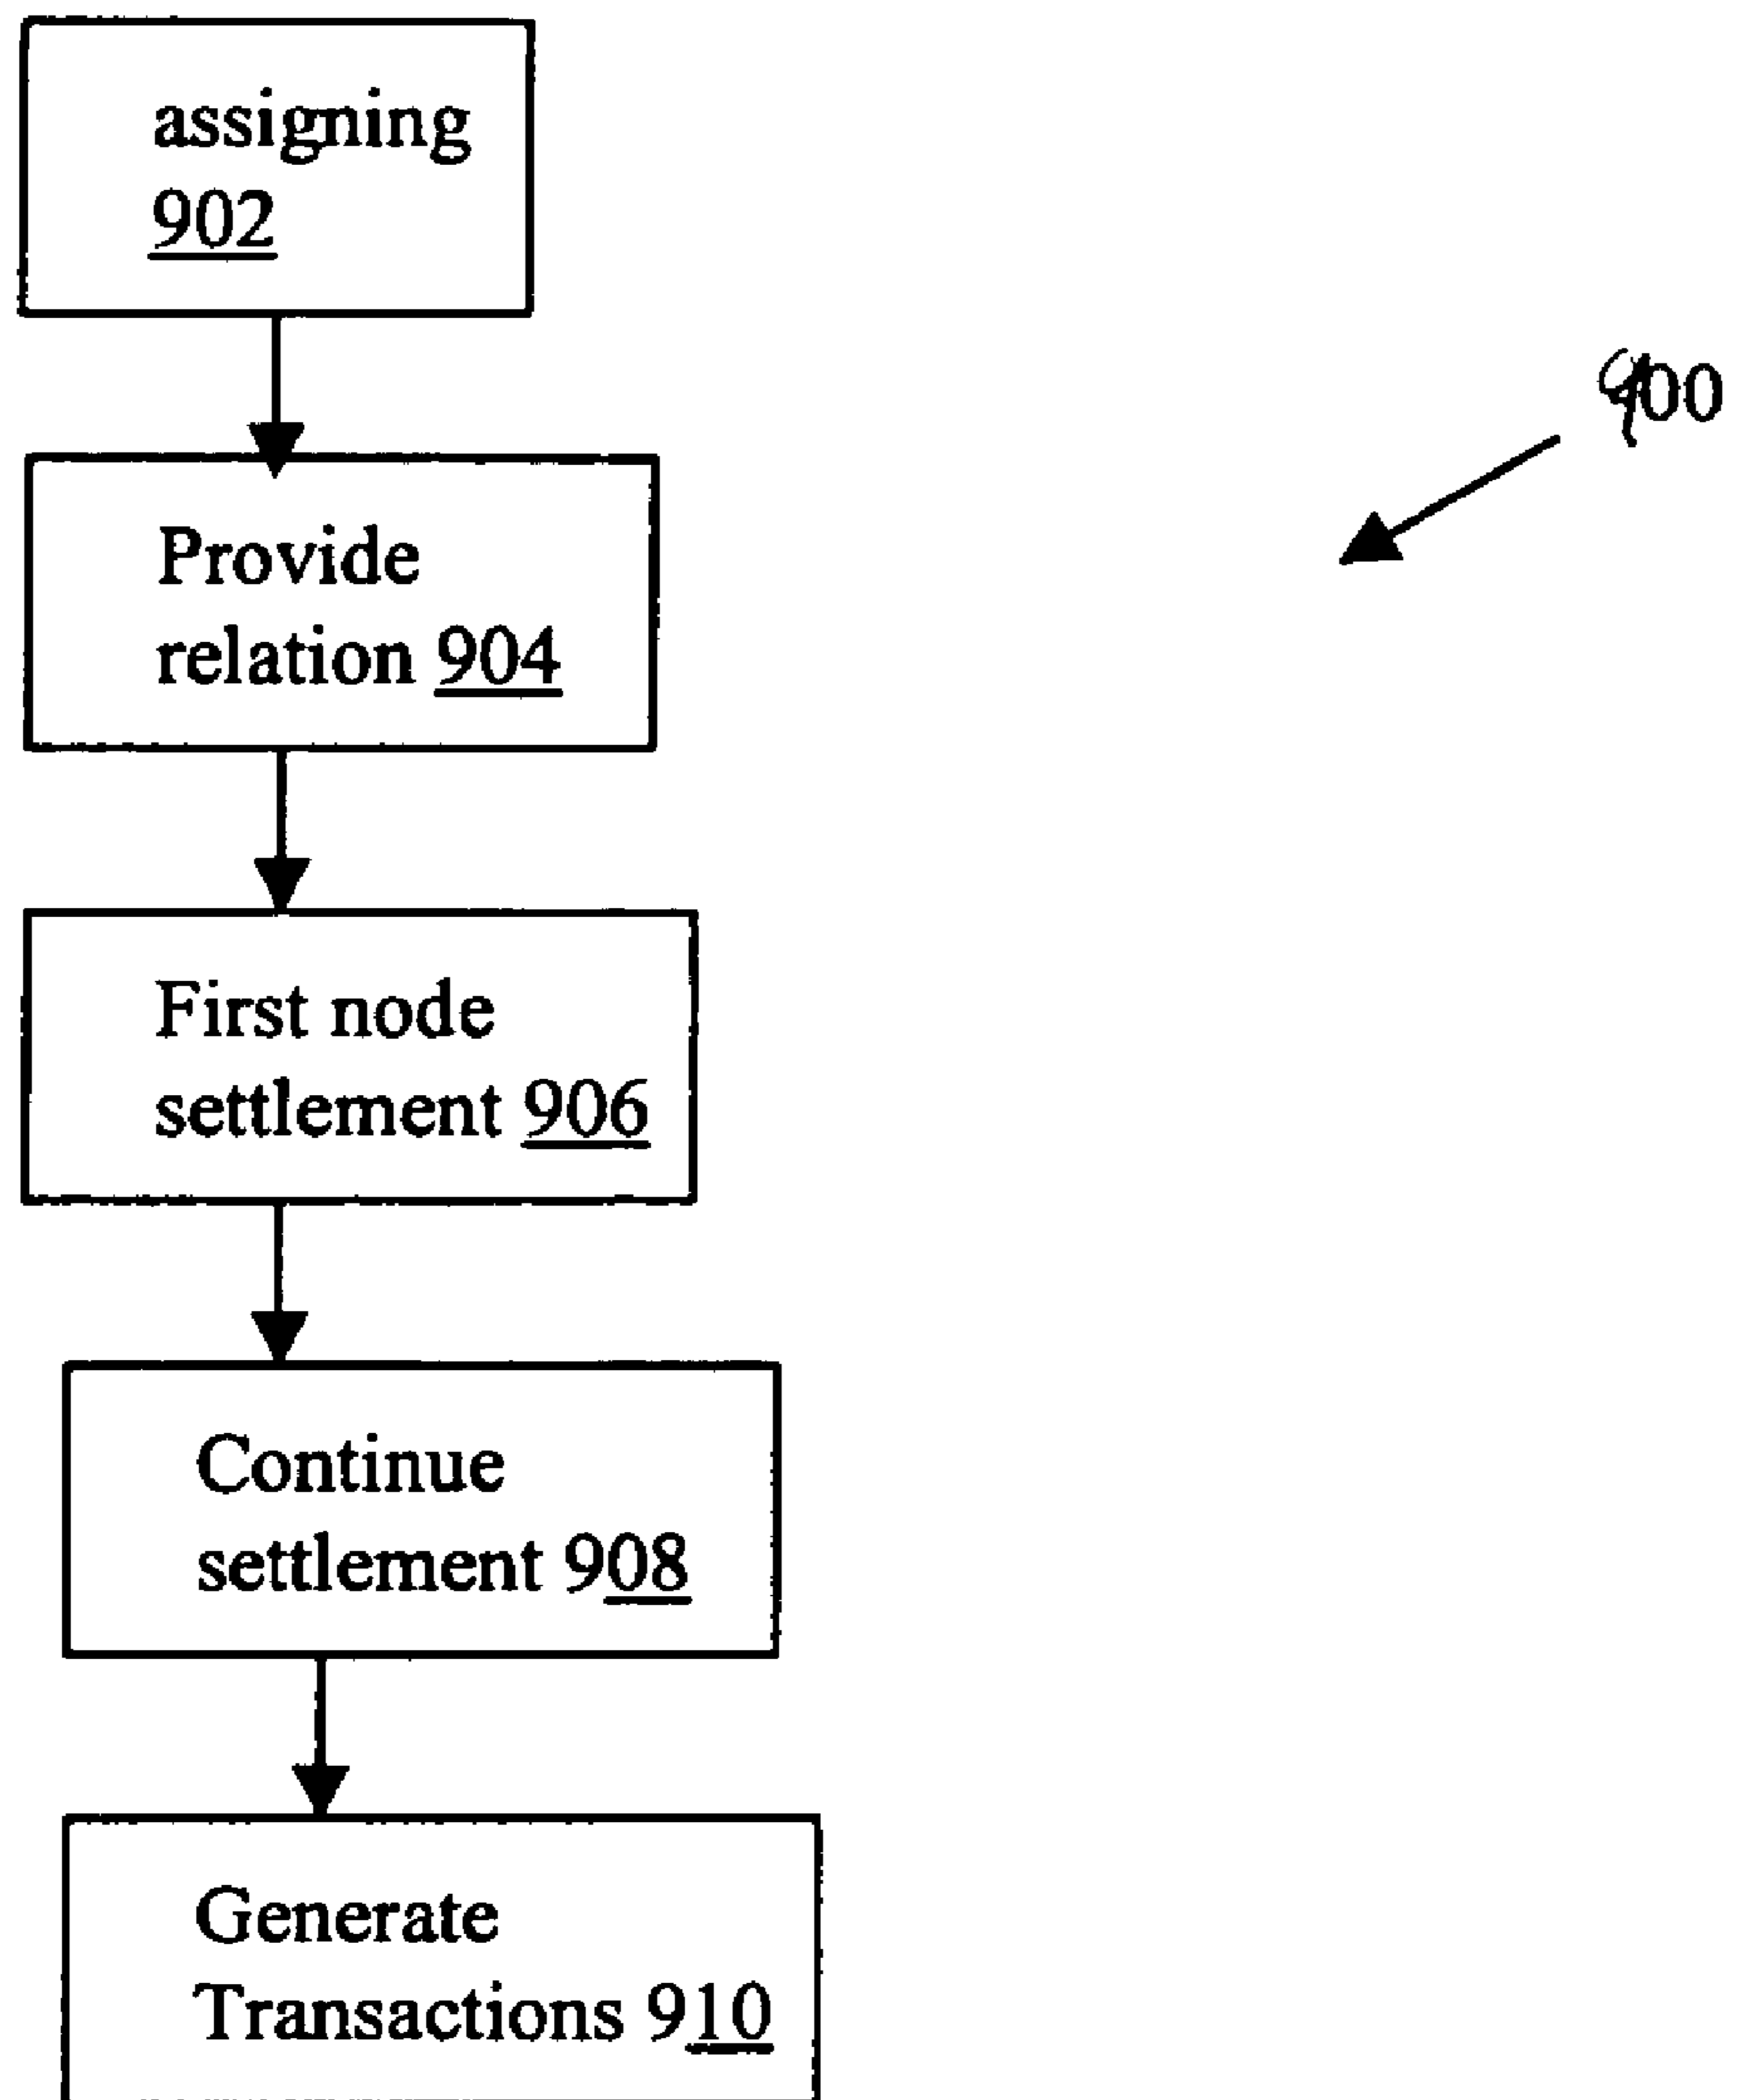 assigning
902
900
Provide
relation 904
First node
settlement 906
Continue
settlement 908
Generate
Transactions 910